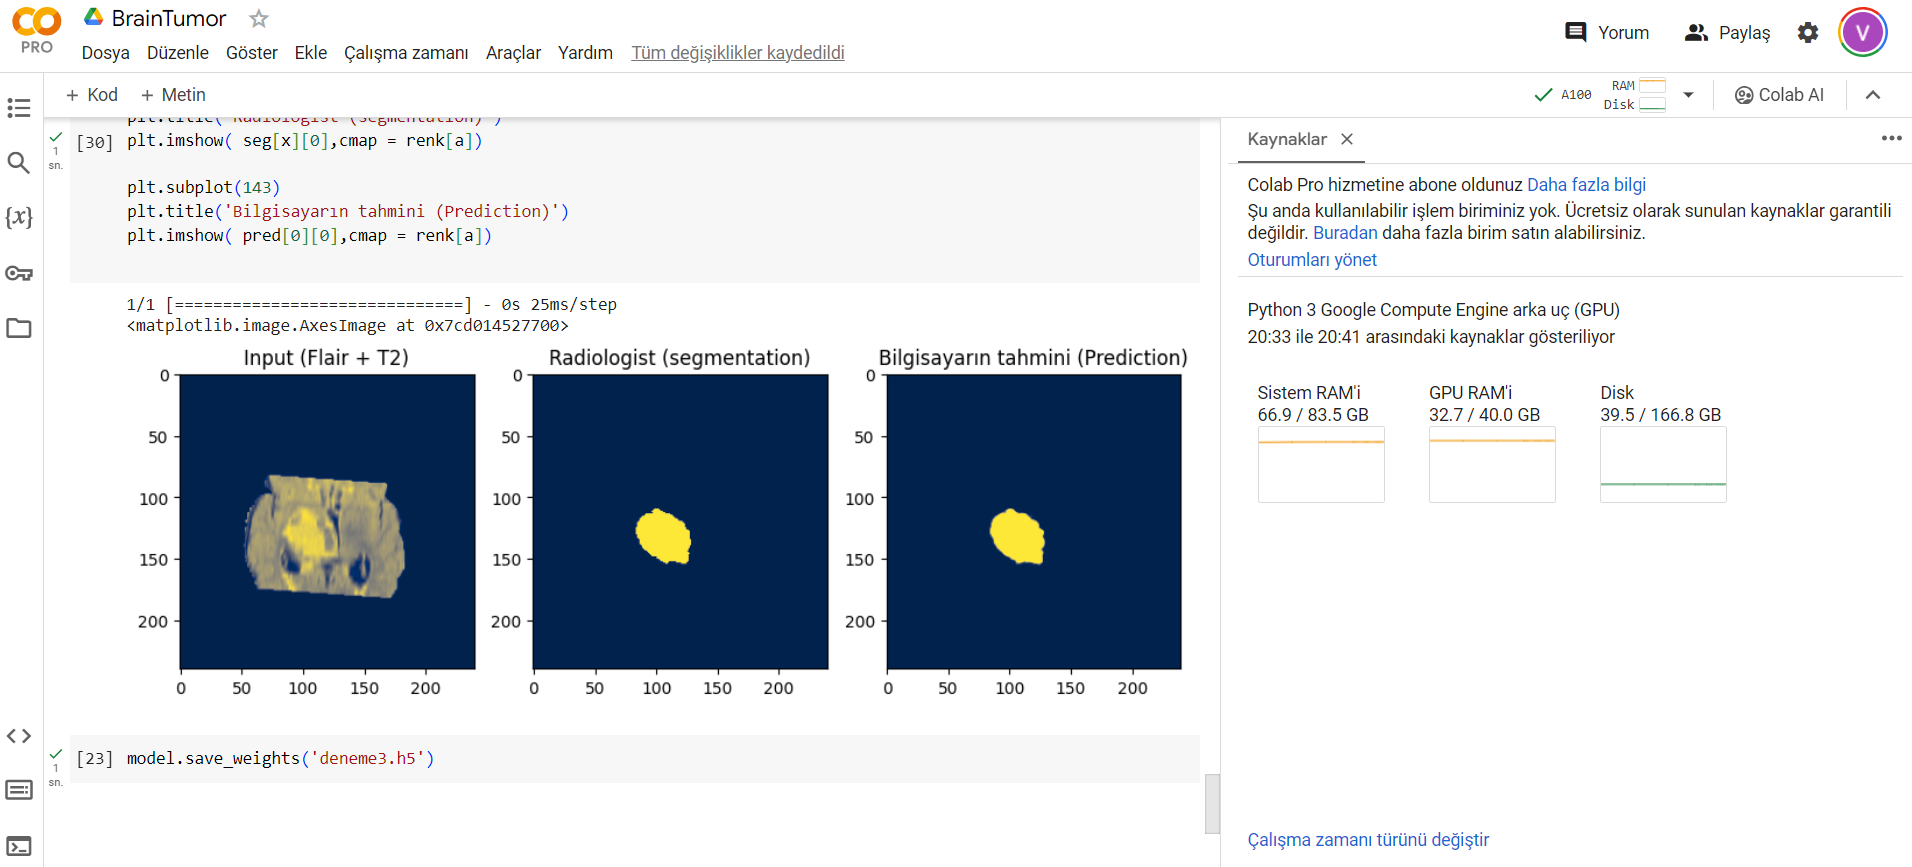 BrainTumor
PRO
Dosya Düzenle Göster Ekle Çalışma zamanı Araçlar Yardım Tüm değişiklikler kaydedildi
Yorum Paylaş V
+ Kod + Metin
A100 RAM Disk Colab AI
plt.title('Radiologist (segmentation)')
[30] plt.imshow( seg[x][0],cmap = renk[a])
1 sn.
plt.subplot(143)
plt.title('Bilgisayarın tahmini (Prediction)')
plt.imshow( pred[0][0],cmap = renk[a])
1/1 [==============================] - 0s 25ms/step
<matplotlib.image.AxesImage at 0x7cd014527700>
Input (Flair + T2)
0
50
100
150
200
0 50 100 150 200
Radiologist (segmentation)
0
50
100
150
200
0 50 100 150 200
Bilgisayarın tahmini (Prediction)
0
50
100
150
200
0 50 100 150 200
[23] model.save_weights('deneme3.h5')
1 sn.
Kaynaklar
Colab Pro hizmetine abone oldunuz Daha fazla bilgi
Şu anda kullanılabilir işlem biriminiz yok. Ücretsiz olarak sunulan kaynaklar garantili
değildir. Buradan daha fazla birim satın alabilirsiniz.
Oturumları yönet
Python 3 Google Compute Engine arka uç (GPU)
20:33 ile 20:41 arasındaki kaynaklar gösteriliyor
Sistem RAM'i
66.9 / 83.5 GB
GPU RAM'i
32.7 / 40.0 GB
Disk
39.5 / 166.8 GB
Çalışma zamanı türünü değiştir